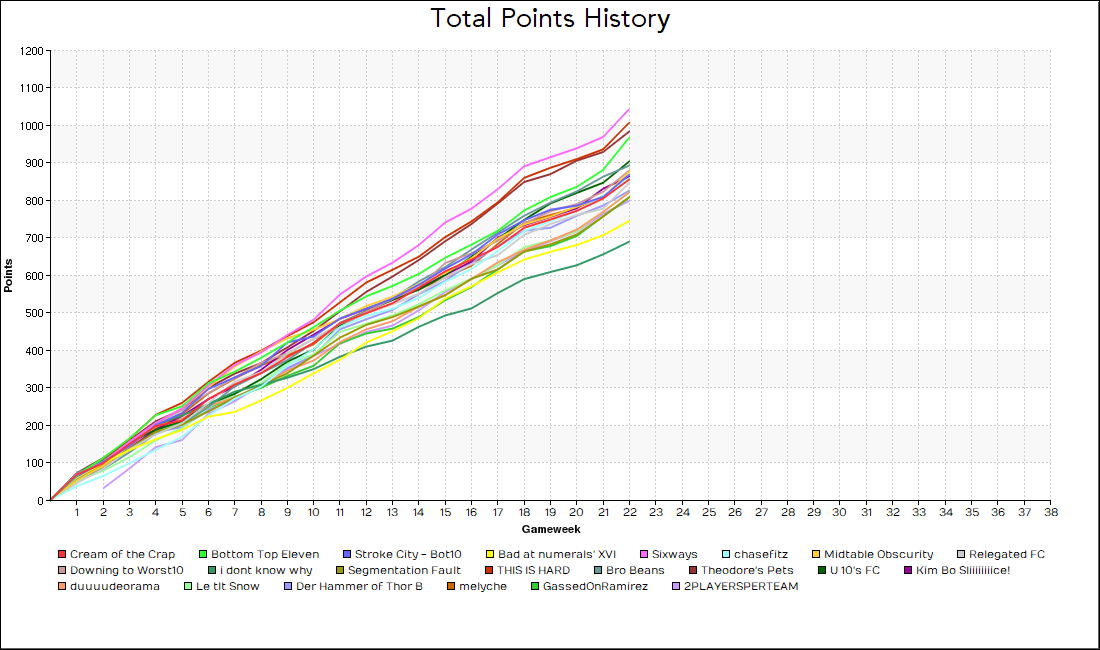 Total Points History
1200
1100
1000
900
800
700
600
500
400
300
200
100
0
Points
1 2 3 4 5 6 7 8 9 10 11 12 13 14 15 16 17 18 19 20 21 22 23 24 25 26 27 28 29 30 31 32 33 34 35 36 37 38
Gameweek
Cream of the Crap Bottom Top Eleven Stroke City - Bot10 Bad at numerals' XVI Sixways chasefitz Midtable Obscurity Relegated FC
Downing to Worst10 i dont know why Segmentation Fault THIS IS HARD Bro Beans Theodore's Pets U 10's FC Kim Bo Sliiiiiiiice!
duuuudeorama Le tit Snow Der Hammer of Thor B melyche GassedOnRamirez 2PLAYERSPERTEAM